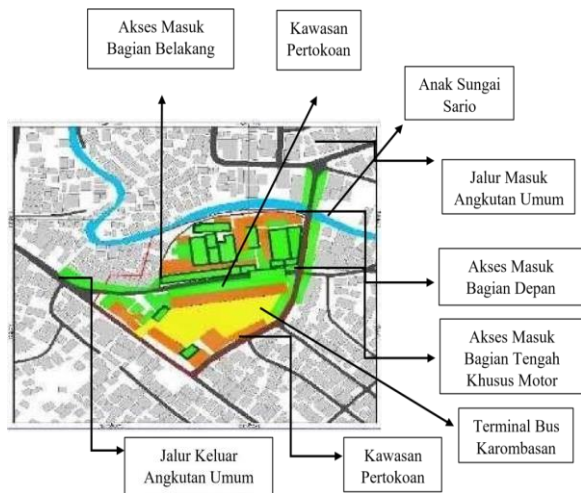 Akses Masuk
Bagian Belakang
Kawasan
Pertokoan
Anak Sungai
Sario
Jalur Masuk
Angkutan Umum
Akses Masuk
Bagian Depan
Akses Masuk
Bagian Tengah
Khusus Motor
Terminal Bus
Karombasan
Jalur Keluar
Angkutan Umum
Kawasan
Pertokoan